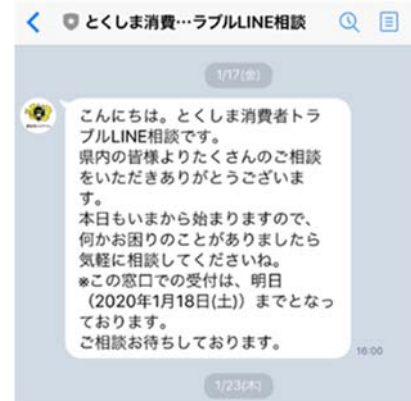 とくしま消費…ラブルLINE相談
1/17(金)
こんにちは。とくしま消費者トラ
ブルLINE相談です。
県内の皆様よりたくさんのご相談
をいただきありがとうございま
す。
本日もいまから始まりますので、
何かお困りのことがありましたら
気軽に相談してくださいね。
※この窓口での受付は、明日
（2020年1月18日(土)）までとなっ
ております。
ご相談お待ちしております。
16:00
1/23(木)